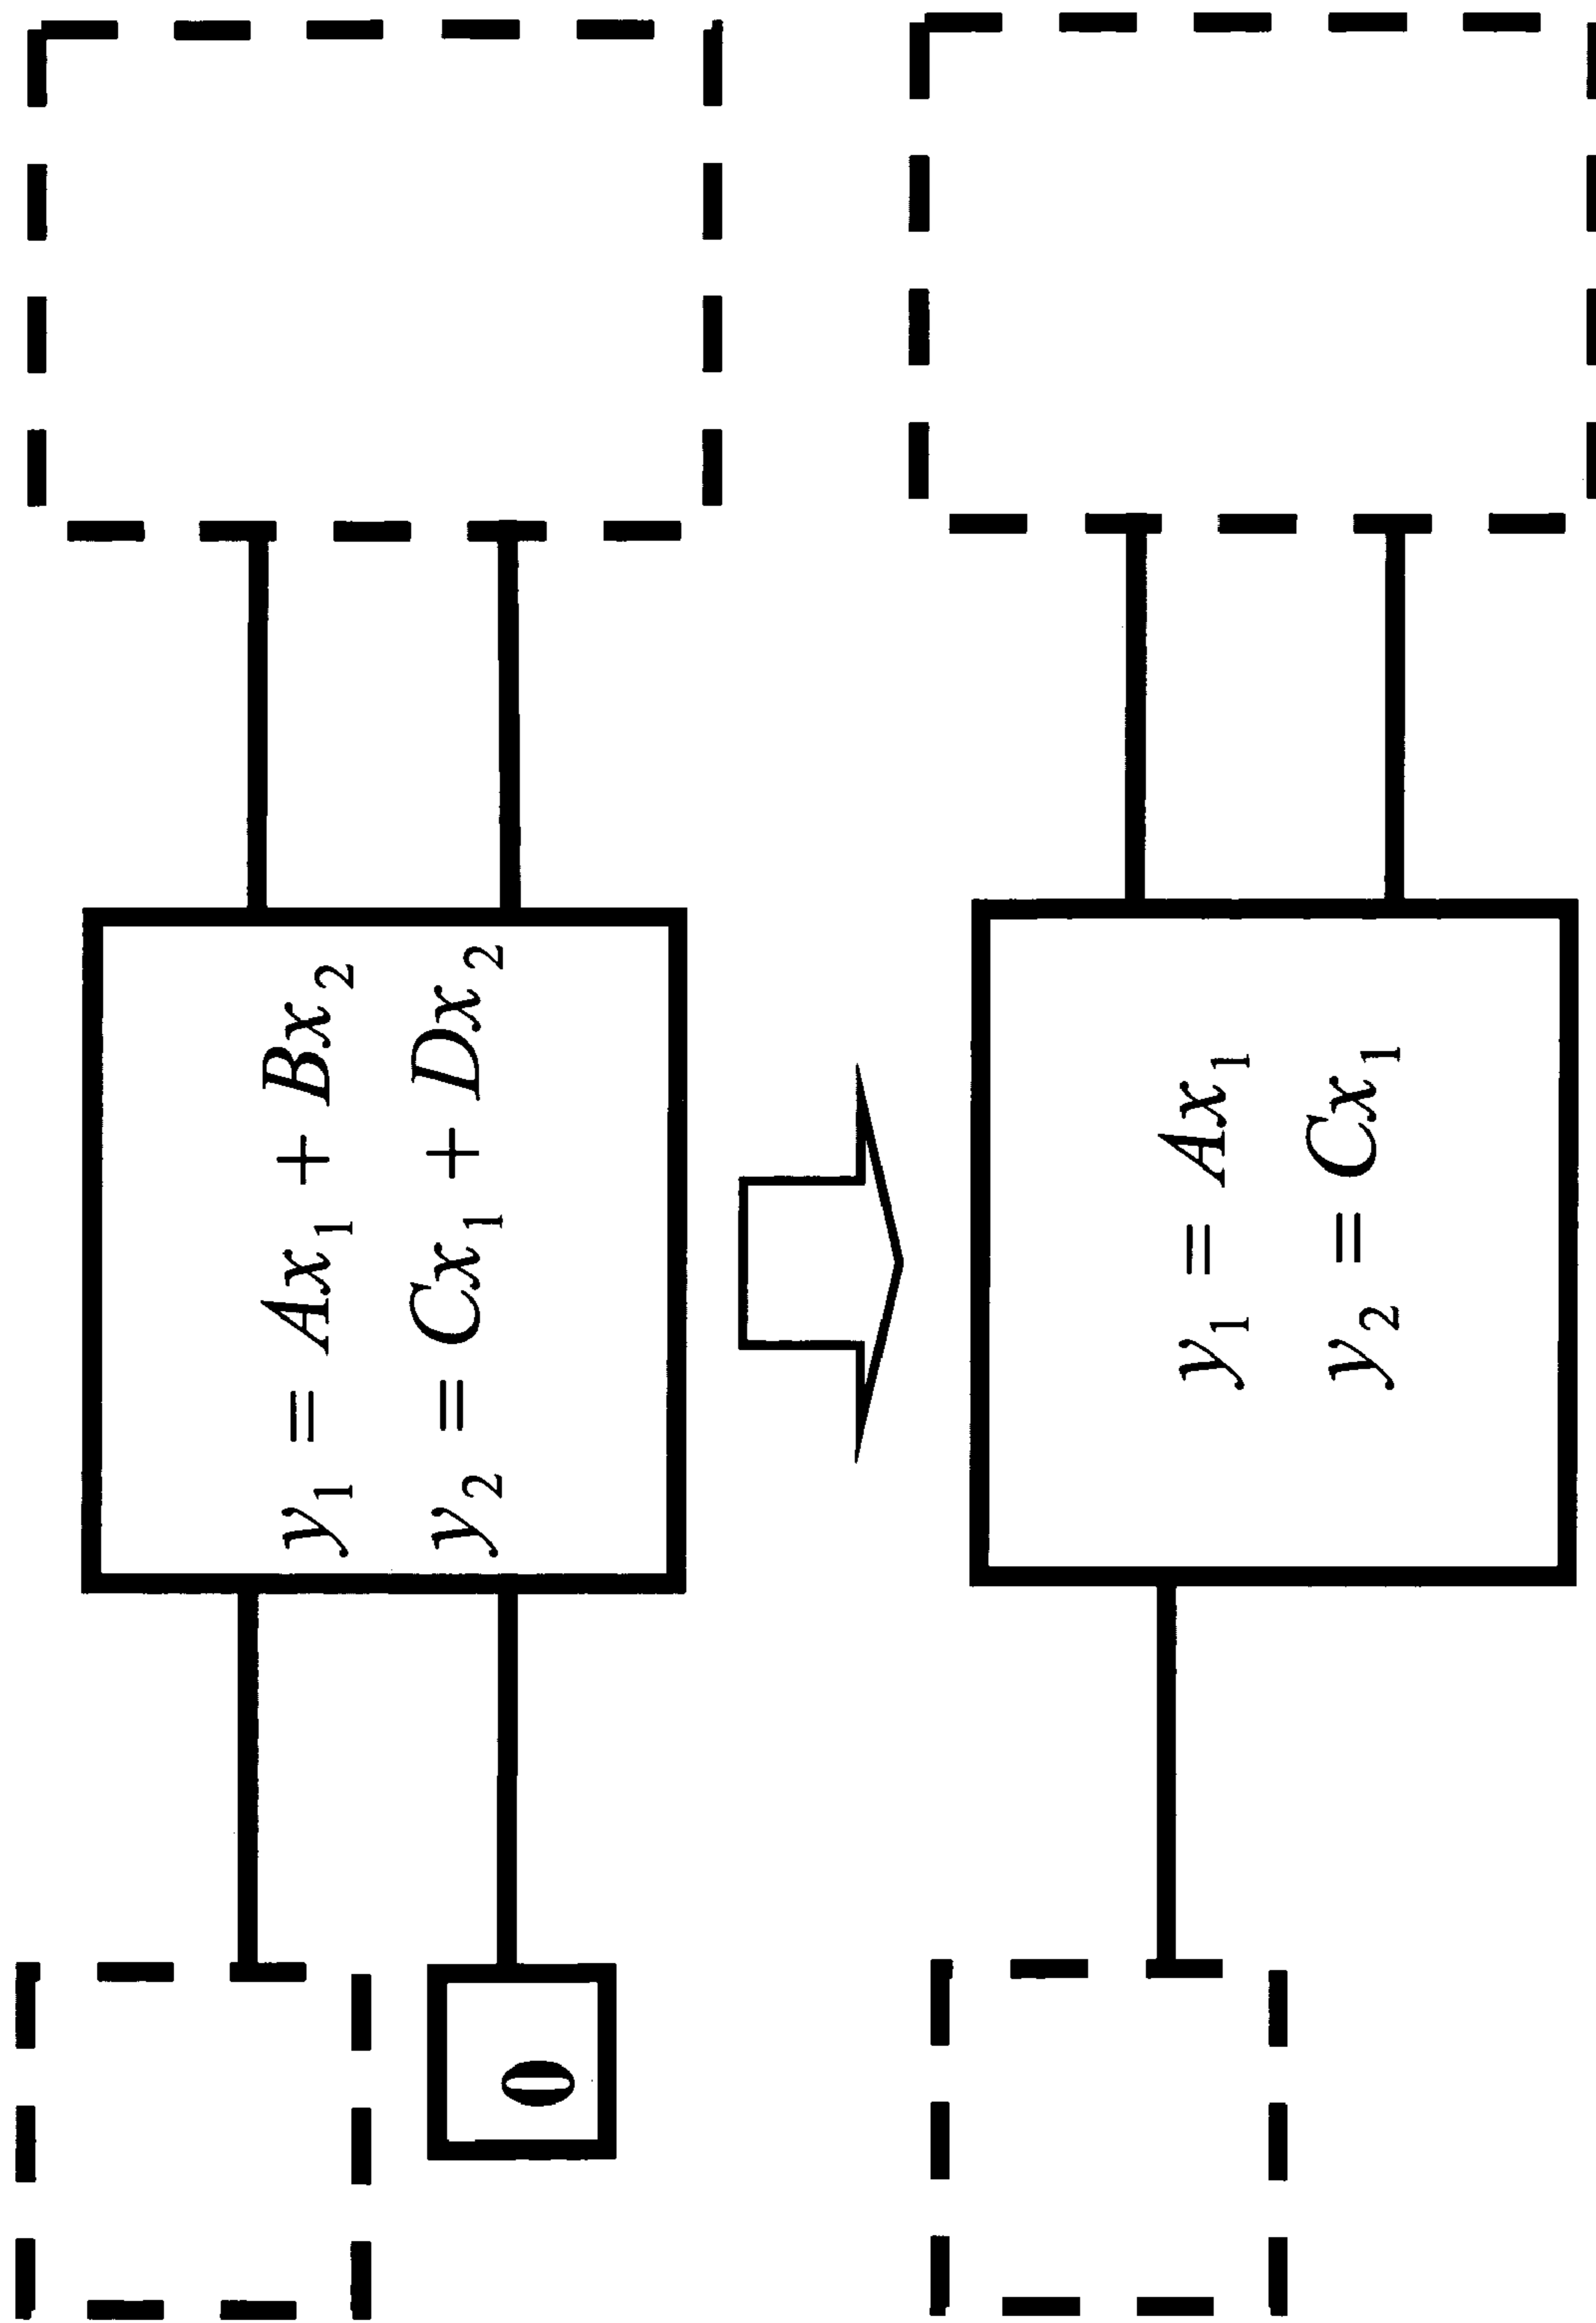 y₁ = Ax₁ + Bx₂
y₂ = Cx₁ + Dx₂
0
y₁ = Ax₁
y₂ = Cx₁